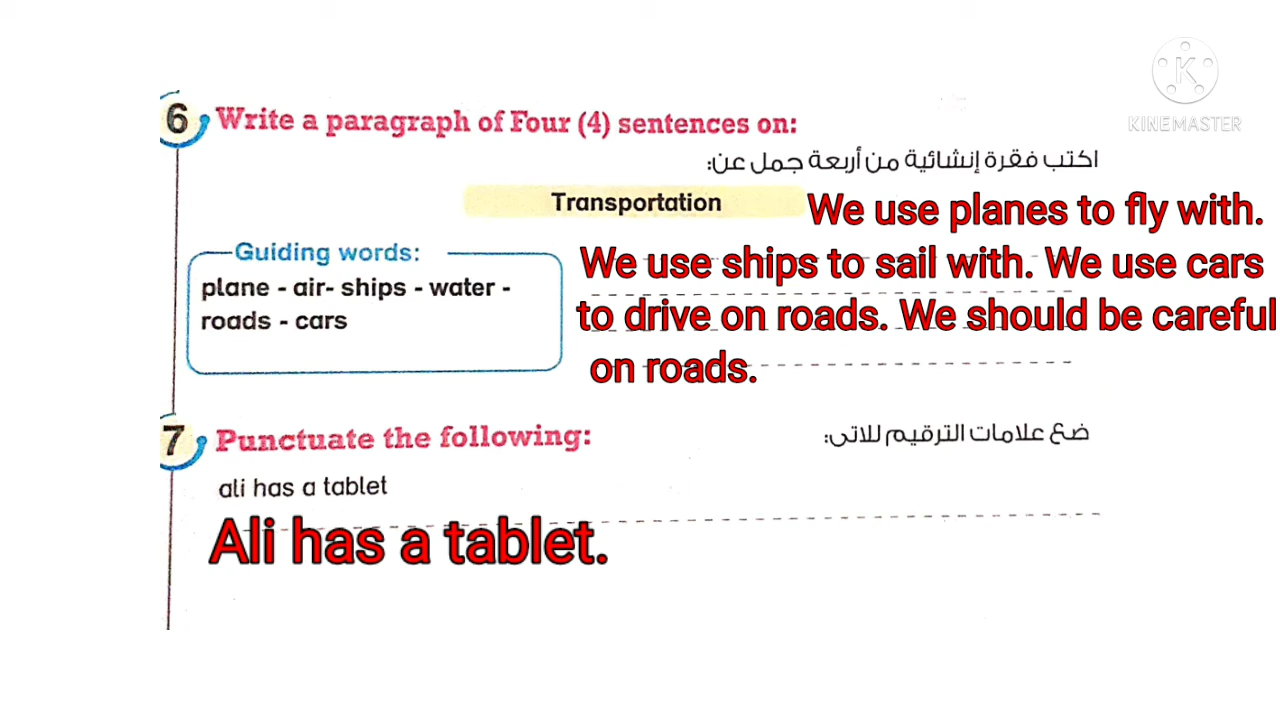 KINEMASTER
6 Write a paragraph of Four (4) sentences on:
اكتب فقرة إنشائية من أربعة جمل عن:
Transportation
We use planes to fly with.
We use ships to sail with. We use cars
to drive on roads. We should be careful
on roads.
Guiding words:
plane - air- ships - water -
roads - cars
7 Punctuate the following:
ضع علامات الترقيم للاتى:
ali has a tablet
Ali has a tablet.